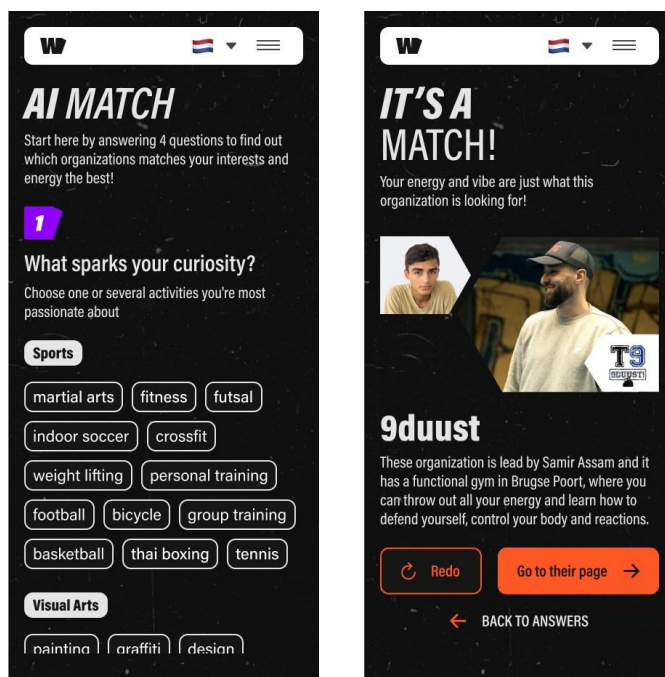 W
AI MATCH
Start here by answering 4 questions to find out
which organizations matches your interests and
energy the best!
1
What sparks your curiosity?
Choose one or several activities you're most
passionate about
Sports
martial arts fitness futsal
indoor soccer crossfit
weight lifting personal training
football bicycle group training
basketball thai boxing tennis
Visual Arts
painting graffiti design
W
IT'S A
MATCH!
Your energy and vibe are just what this
organization is looking for!
T9
9DUUST!
9duust
These organization is lead by Samir Assam and it
has a functional gym in Brugse Poort, where you
can throw out all your energy and learn how to
defend yourself, control your body and reactions.
Redo Go to their page
BACK TO ANSWERS